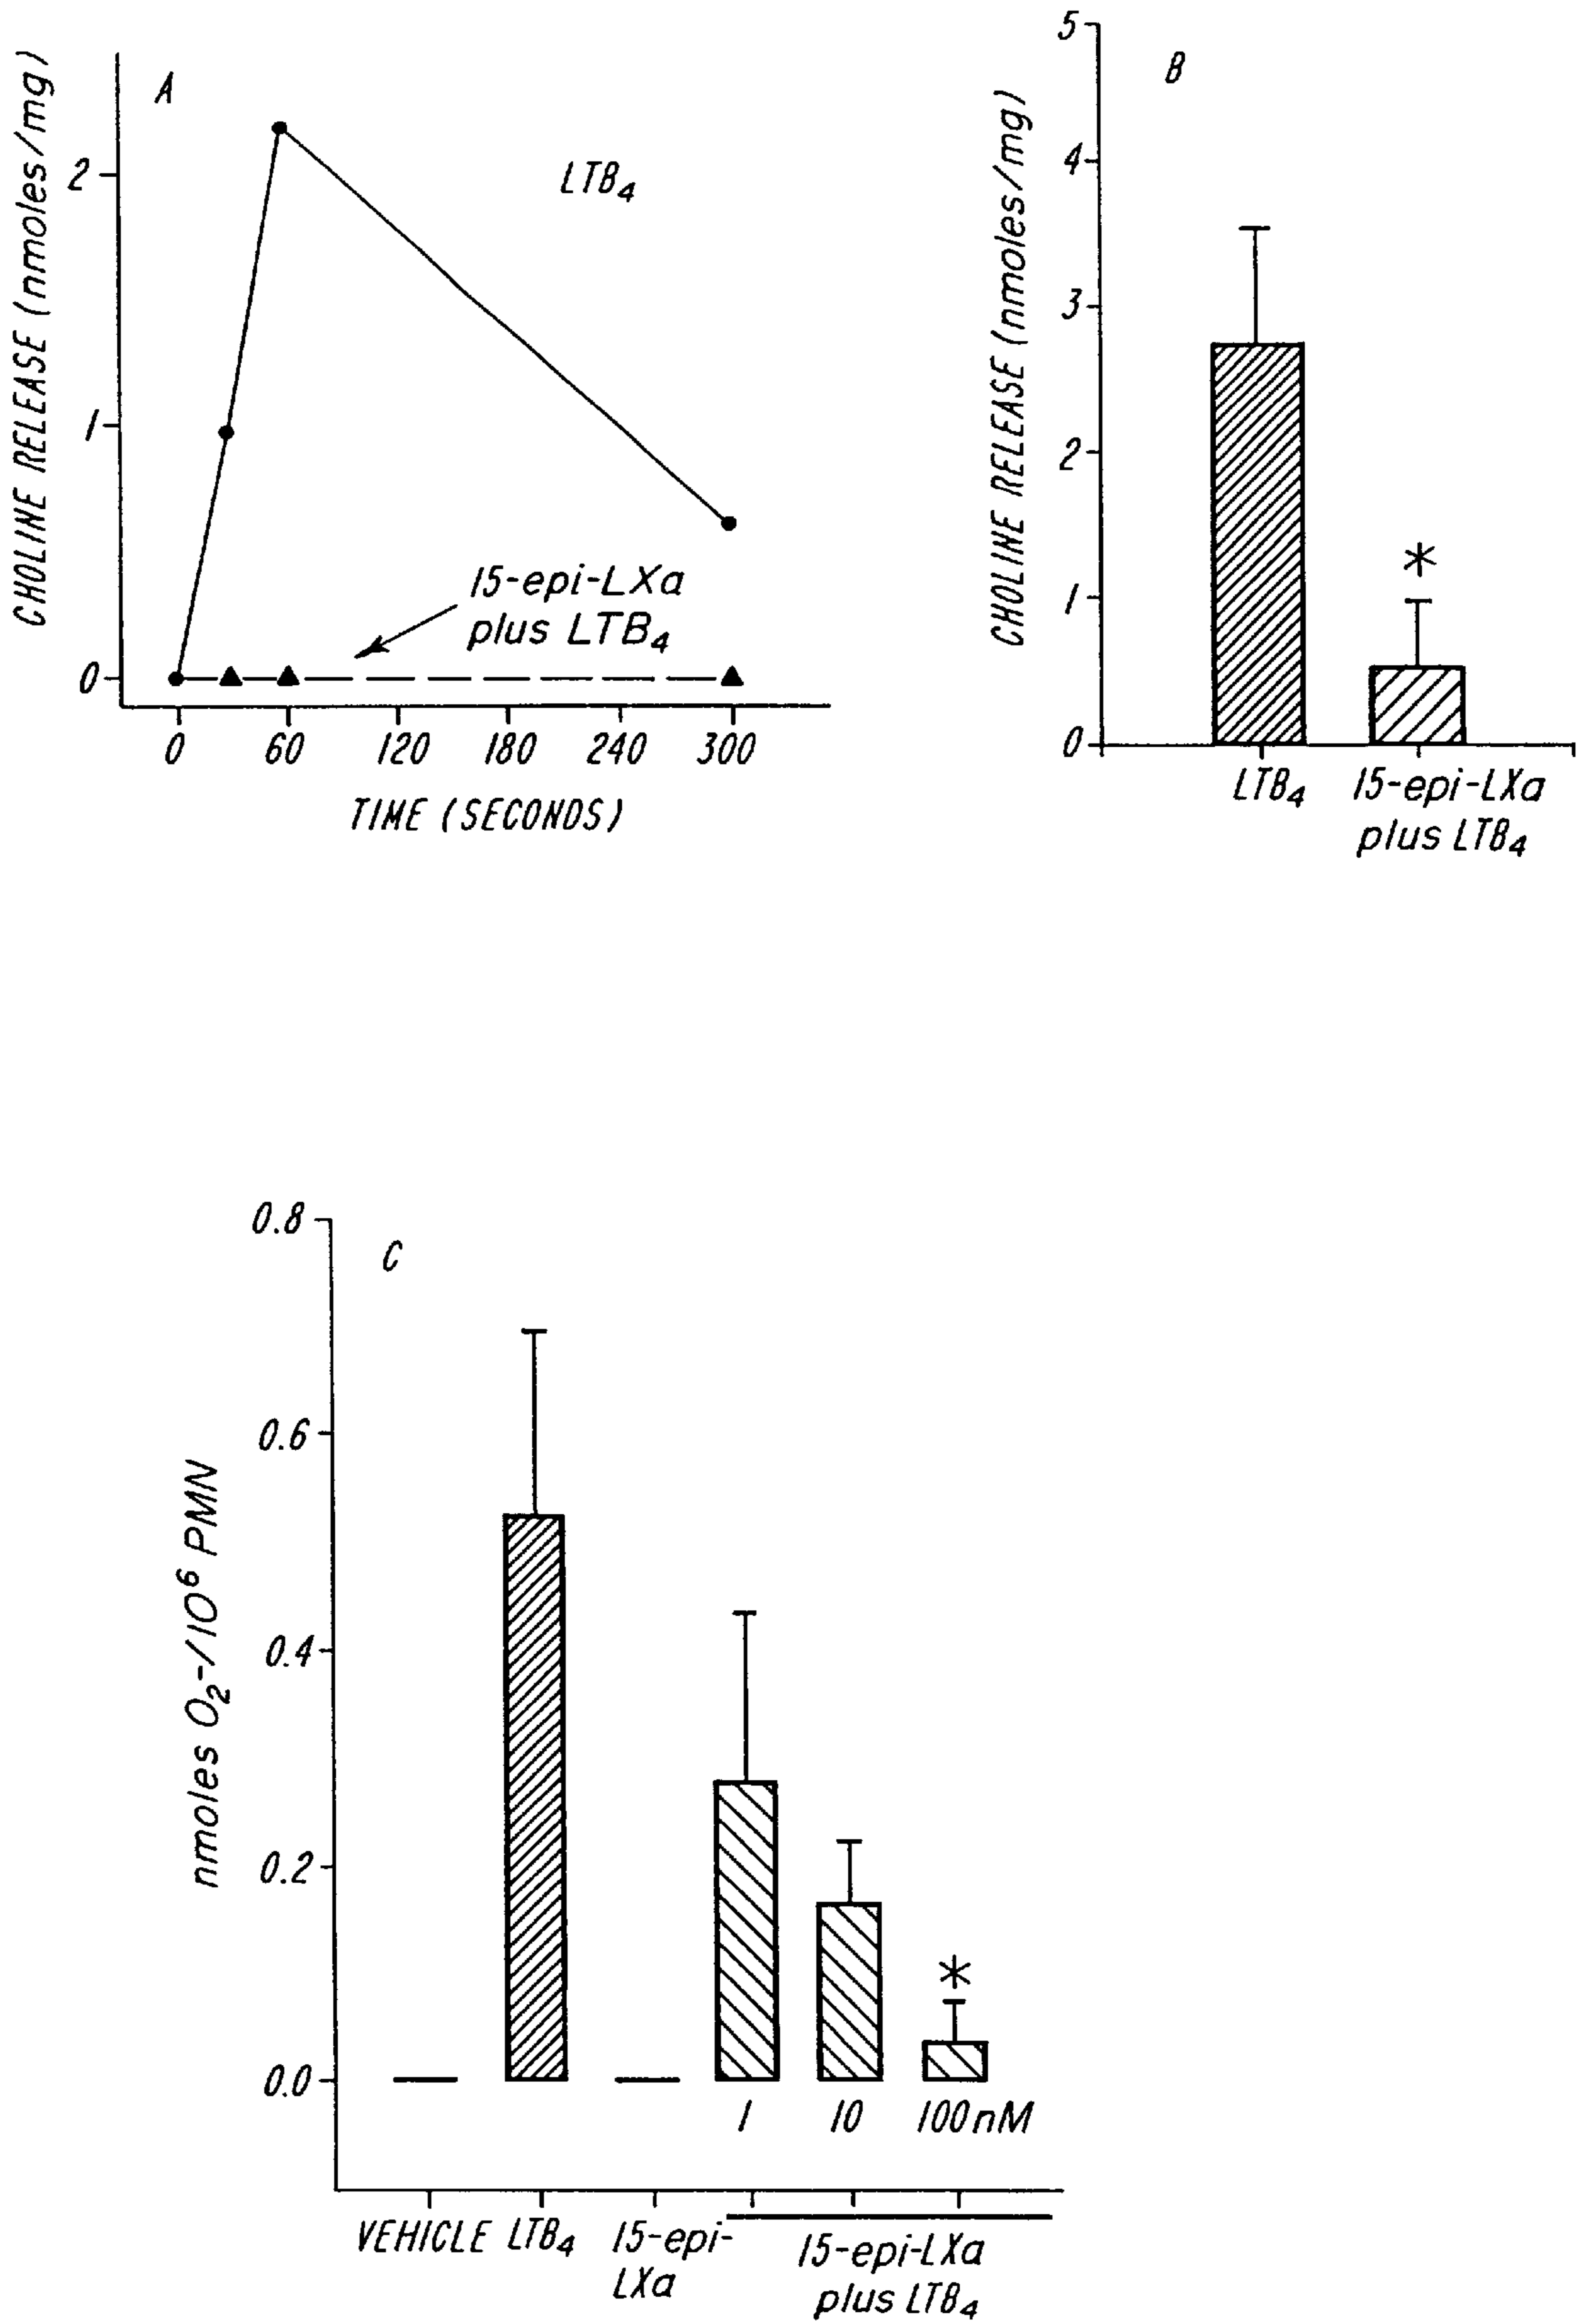 A
CHOLINE RELEASE (nmoles/mg)
2
1
0
LTB4
15-epi-LXa
plus LTB4
0 60 120 180 240 300
TIME (SECONDS)
B
CHOLINE RELEASE (nmoles/mg)
5
4
3
2
1
0
*
LTB4 15-epi-LXa
plus LTB4
C
nmoles O2-/10⁶ PMN
0.8
0.6
0.4
0.2
0.0
*
1 10 100nM
VEHICLE LTB4 15-epi- 15-epi-LXa
LXa plus LTB4